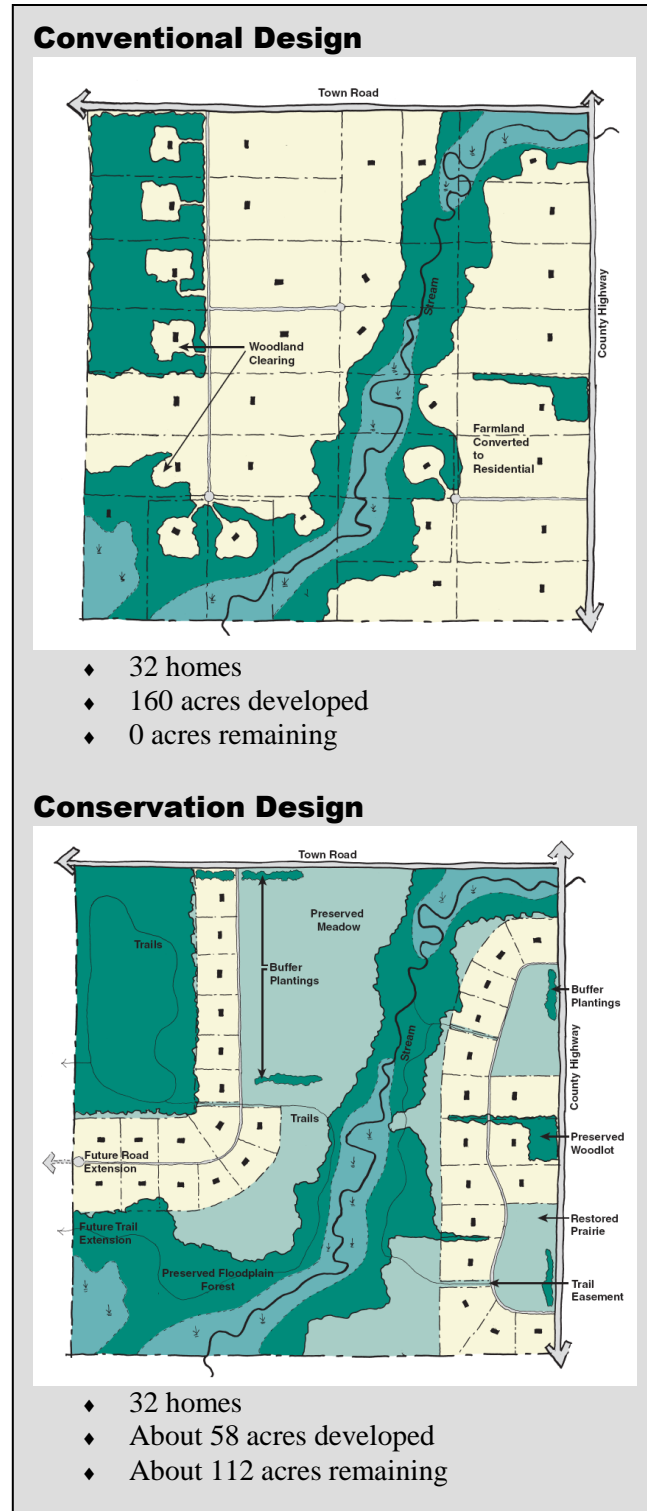 Conventional Design
Town Road
Stream
County Highway
Woodland
Clearing
Farmland
Converted
to
Residential
♦ 32 homes
♦ 160 acres developed
♦ 0 acres remaining
Conservation Design
Town Road
Preserved
Meadow
Trails
Buffer
Plantings
Buffer
Plantings
Stream
County Highway
Trails
Preserved
Woodlot
Future Road
Extension
Restored
Prairie
Future Trail
Extension
Preserved Floodplain
Forest
Trail
Easement
♦ 32 homes
♦ About 58 acres developed
♦ About 112 acres remaining